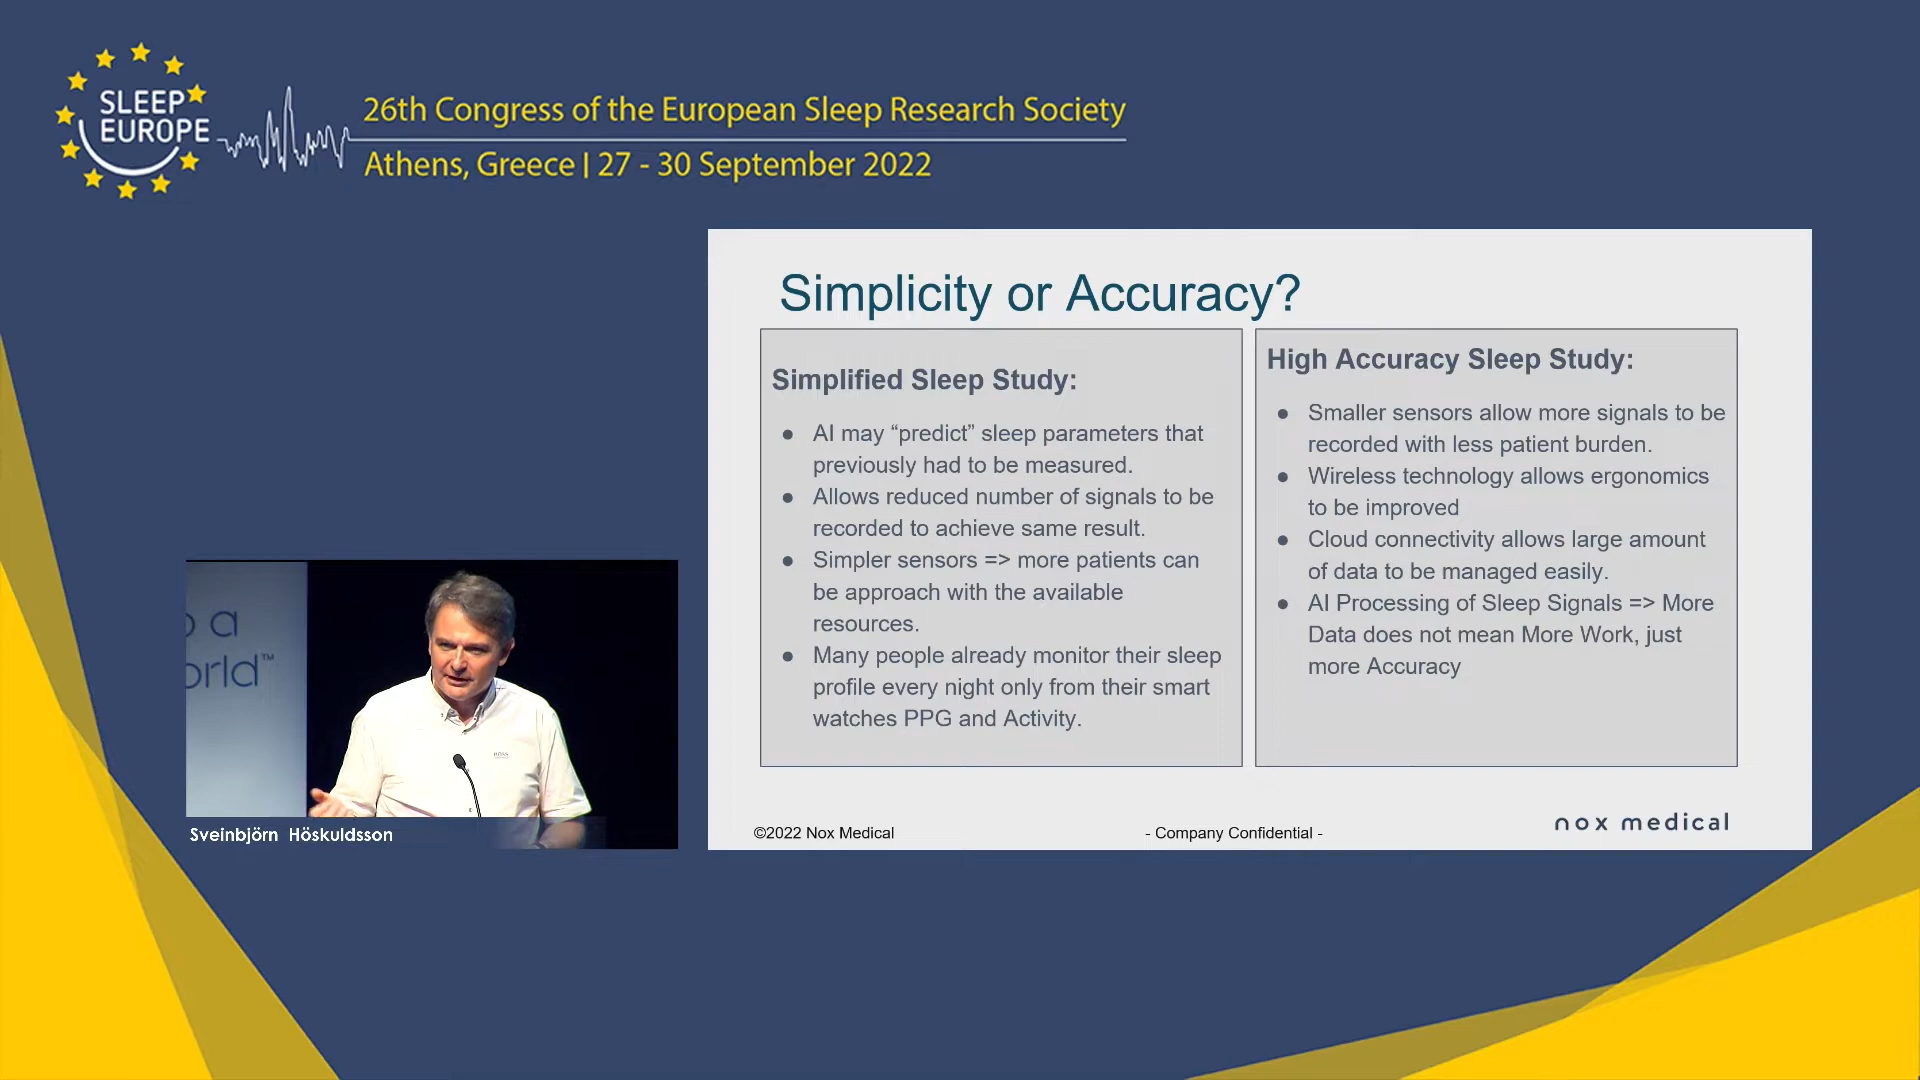 SLEEP
EUROPE
26th Congress of the European Sleep Research Society
Athens, Greece | 27 - 30 September 2022
Simplicity or Accuracy?
Simplified Sleep Study:
● AI may “predict” sleep parameters that
previously had to be measured.
● Allows reduced number of signals to be
recorded to achieve same result.
● Simpler sensors => more patients can
be approach with the available
resources.
● Many people already monitor their sleep
profile every night only from their smart
watches PPG and Activity.
High Accuracy Sleep Study:
● Smaller sensors allow more signals to be
recorded with less patient burden.
● Wireless technology allows ergonomics
to be improved
● Cloud connectivity allows large amount
of data to be managed easily.
● AI Processing of Sleep Signals => More
Data does not mean More Work, just
more Accuracy
©2022 Nox Medical
- Company Confidential -
nox medical
a
orld™
BOSS
Sveinbjörn Höskuldsson